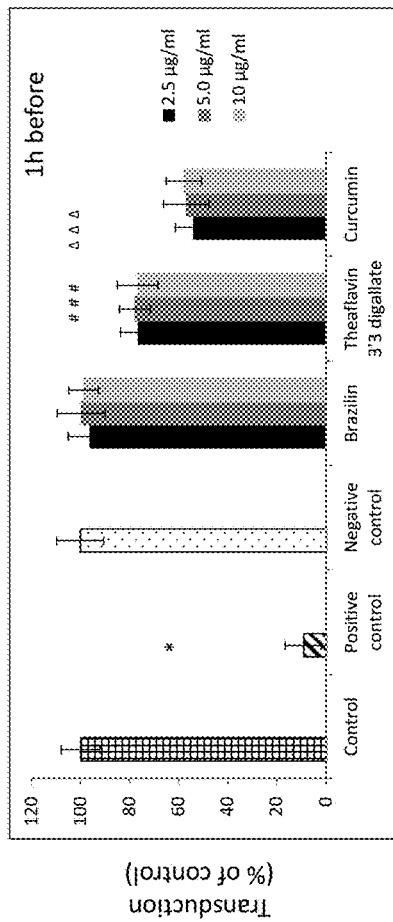 1h before
2.5 µg/ml
5.0 µg/ml
10 µg/ml
Transduction
(% of control)
120
100
80
60
40
20
0
*
# # #
Δ Δ Δ
Control
Positive
control
Negative
control
Brazilin
Theaflavin
3'3 digallate
Curcumin